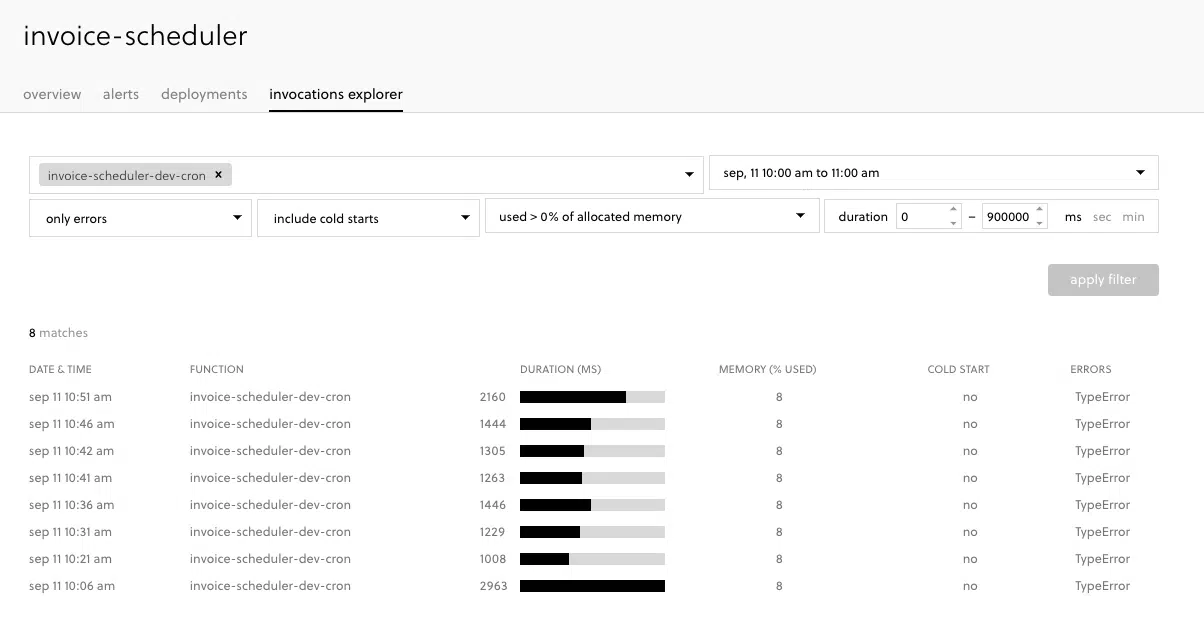 invoice-scheduler
overview alerts deployments invocations explorer
invoice-scheduler-dev-cron × sep, 11 10:00 am to 11:00 am
only errors include cold starts used > 0% of allocated memory duration 0 – 900000 ms sec min
apply filter
8 matches
DATE & TIME FUNCTION DURATION (MS) MEMORY (% USED) COLD START ERRORS
sep 11 10:51 am invoice-scheduler-dev-cron 2160 8 no TypeError
sep 11 10:46 am invoice-scheduler-dev-cron 1444 8 no TypeError
sep 11 10:42 am invoice-scheduler-dev-cron 1305 8 no TypeError
sep 11 10:41 am invoice-scheduler-dev-cron 1263 8 no TypeError
sep 11 10:36 am invoice-scheduler-dev-cron 1446 8 no TypeError
sep 11 10:31 am invoice-scheduler-dev-cron 1229 8 no TypeError
sep 11 10:21 am invoice-scheduler-dev-cron 1008 8 no TypeError
sep 11 10:06 am invoice-scheduler-dev-cron 2963 8 no TypeError